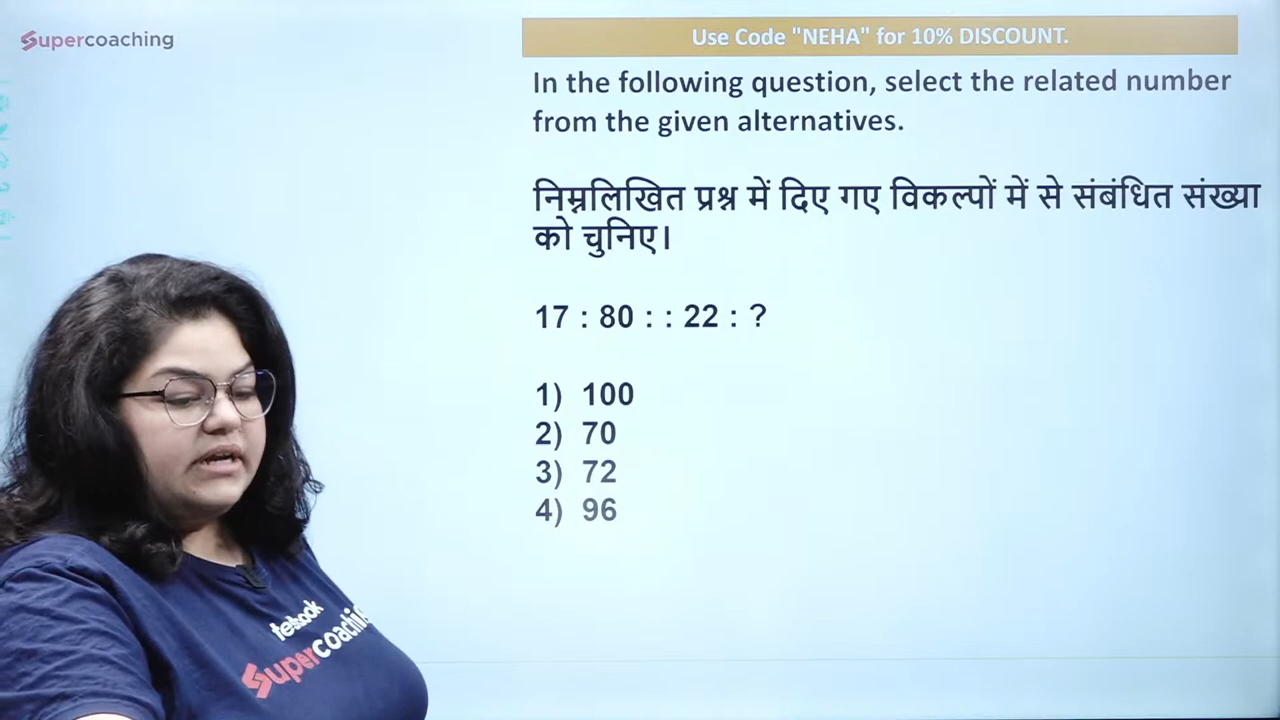 Supercoaching
Use Code "NEHA" for 10% DISCOUNT.
In the following question, select the related number
from the given alternatives.
निम्नलिखित प्रश्न में दिए गए विकल्पों में से संबंधित संख्या
को चुनिए।
17 : 80 : : 22 : ?
1) 100
2) 70
3) 72
4) 96
testbook
Supercoaching